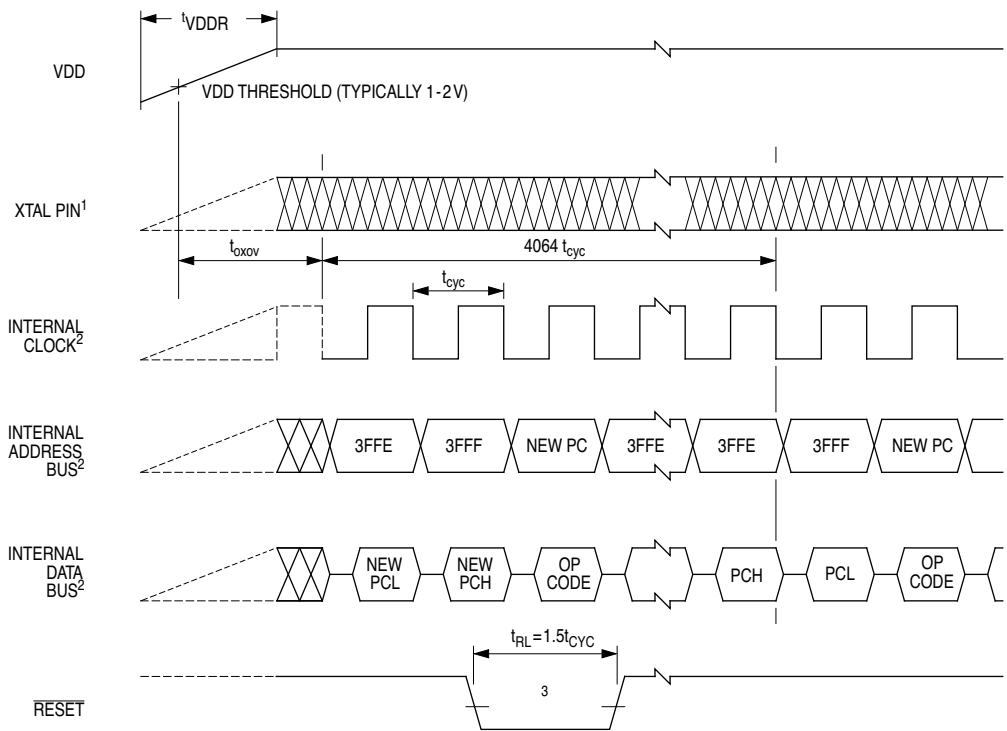 tVDDR
VDD
VDD THRESHOLD (TYPICALLY 1-2V)
XTAL PIN1
toxov
4064 tcyc
tcyc
INTERNAL
CLOCK2
INTERNAL
ADDRESS
BUS2
3FFE
3FFF
NEW PC
3FFE
3FFE
3FFF
NEW PC
INTERNAL
DATA
BUS2
NEW
PCL
NEW
PCH
OP
CODE
PCH
PCL
OP
CODE
tRL=1.5tCYC
3
RESET